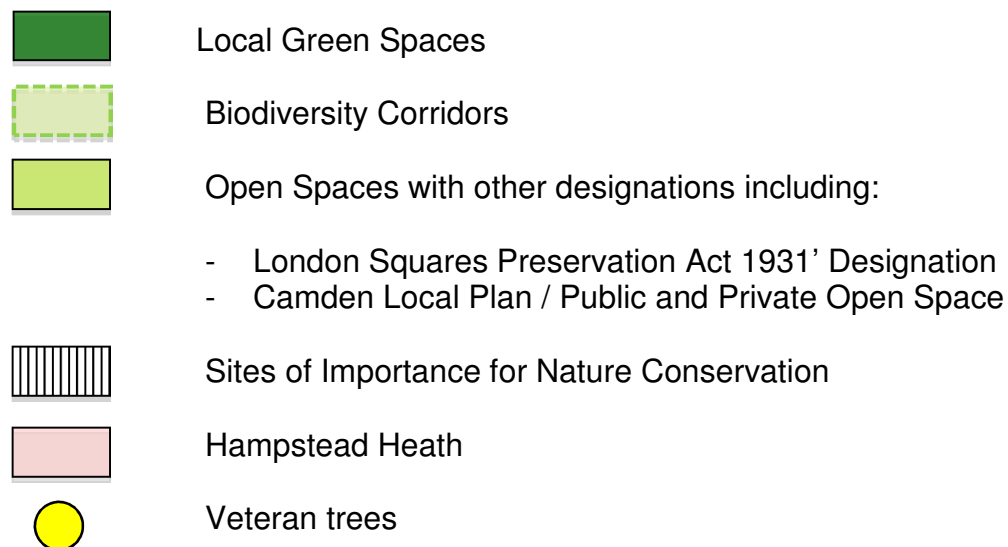 Local Green Spaces
Biodiversity Corridors
Open Spaces with other designations including:
- London Squares Preservation Act 1931’ Designation
- Camden Local Plan / Public and Private Open Space
Sites of Importance for Nature Conservation
Hampstead Heath
Veteran trees